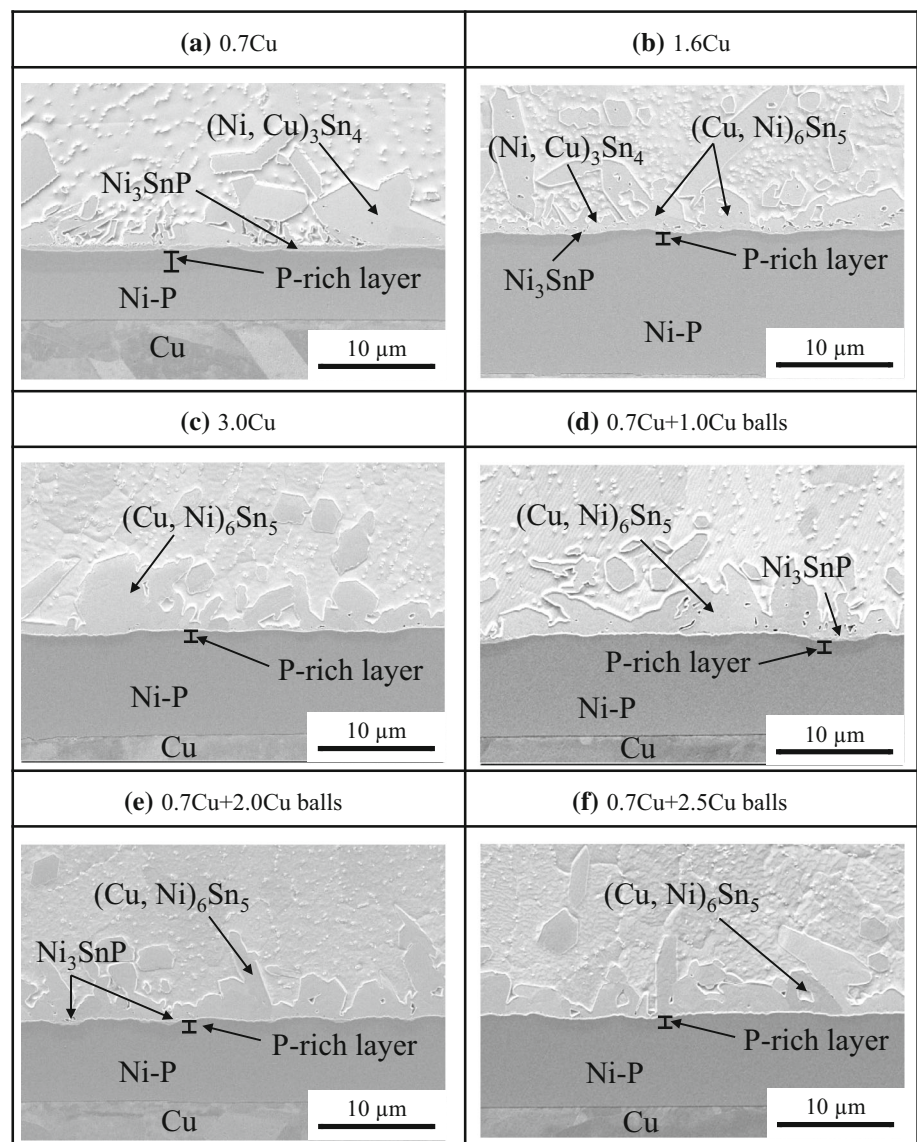 (a) 0.7Cu
(b) 1.6Cu
(Ni, Cu)₃Sn₄
Ni₃SnP
P-rich layer
Ni-P
Cu
10 µm
(Cu, Ni)₆Sn₅
(Ni, Cu)₃Sn₄
Ni₃SnP
P-rich layer
Ni-P
10 µm
(c) 3.0Cu
(d) 0.7Cu+1.0Cu balls
(Cu, Ni)₆Sn₅
P-rich layer
Ni-P
Cu
10 µm
(Cu, Ni)₆Sn₅
Ni₃SnP
P-rich layer
Ni-P
Cu
10 µm
(e) 0.7Cu+2.0Cu balls
(f) 0.7Cu+2.5Cu balls
(Cu, Ni)₆Sn₅
Ni₃SnP
P-rich layer
Ni-P
Cu
10 µm
(Cu, Ni)₆Sn₅
P-rich layer
Ni-P
Cu
10 µm